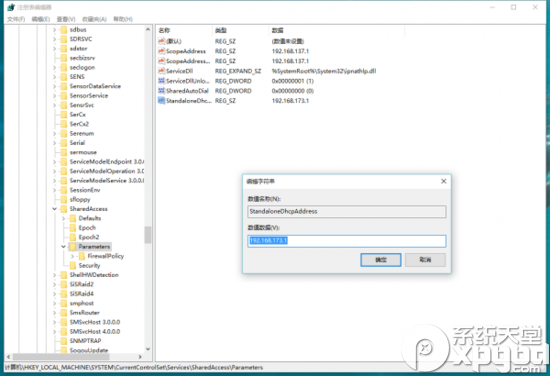 注册表编辑器
文件(F) 编辑(E) 查看(V) 收藏夹(A) 帮助(H)
sdbus
SDRSVC
sdstor
secbizsrv
seclogon
SENS
SensorDataService
SensorService
SensrSvc
SerCx
SerCx2
Serenum
Serial
sermouse
ServiceModelEndpoint 3.0.
ServiceModelOperation 3.0.
ServiceModelService 3.0.0.
SessionEnv
sfloppy
SharedAccess
Defaults
Epoch
Epoch2
Parameters
FirewallPolicy
Security
ShellHWDetection
SiSRaid2
SiSRaid4
smphost
SmsRouter
SMSvcHost 3.0.0.0
SMSvcHost 4.0.0.0
SNMPTRAP
SogouUpdate
名称 类型 数据
(默认) REG_SZ (数值未设置)
ScopeAddress REG_SZ 192.168.137.1
ScopeAddress... REG_SZ 192.168.137.1
ServiceDll REG_EXPAND_SZ %SystemRoot%\System32\ipnathlp.dll
ServiceDllUnlo... REG_DWORD 0x00000001 (1)
SharedAutoDial REG_DWORD 0x00000000 (0)
StandaloneDhc... REG_SZ 192.168.173.1
编辑字符串
数值名称(N):
StandaloneDhcpAddress
数值数据(V):
192.168.173.1
确定 取消
计算机\HKEY_LOCAL_MACHINE\SYSTEM\CurrentControlSet\Services\SharedAccess\Parameters
系统天堂
xpgod.com